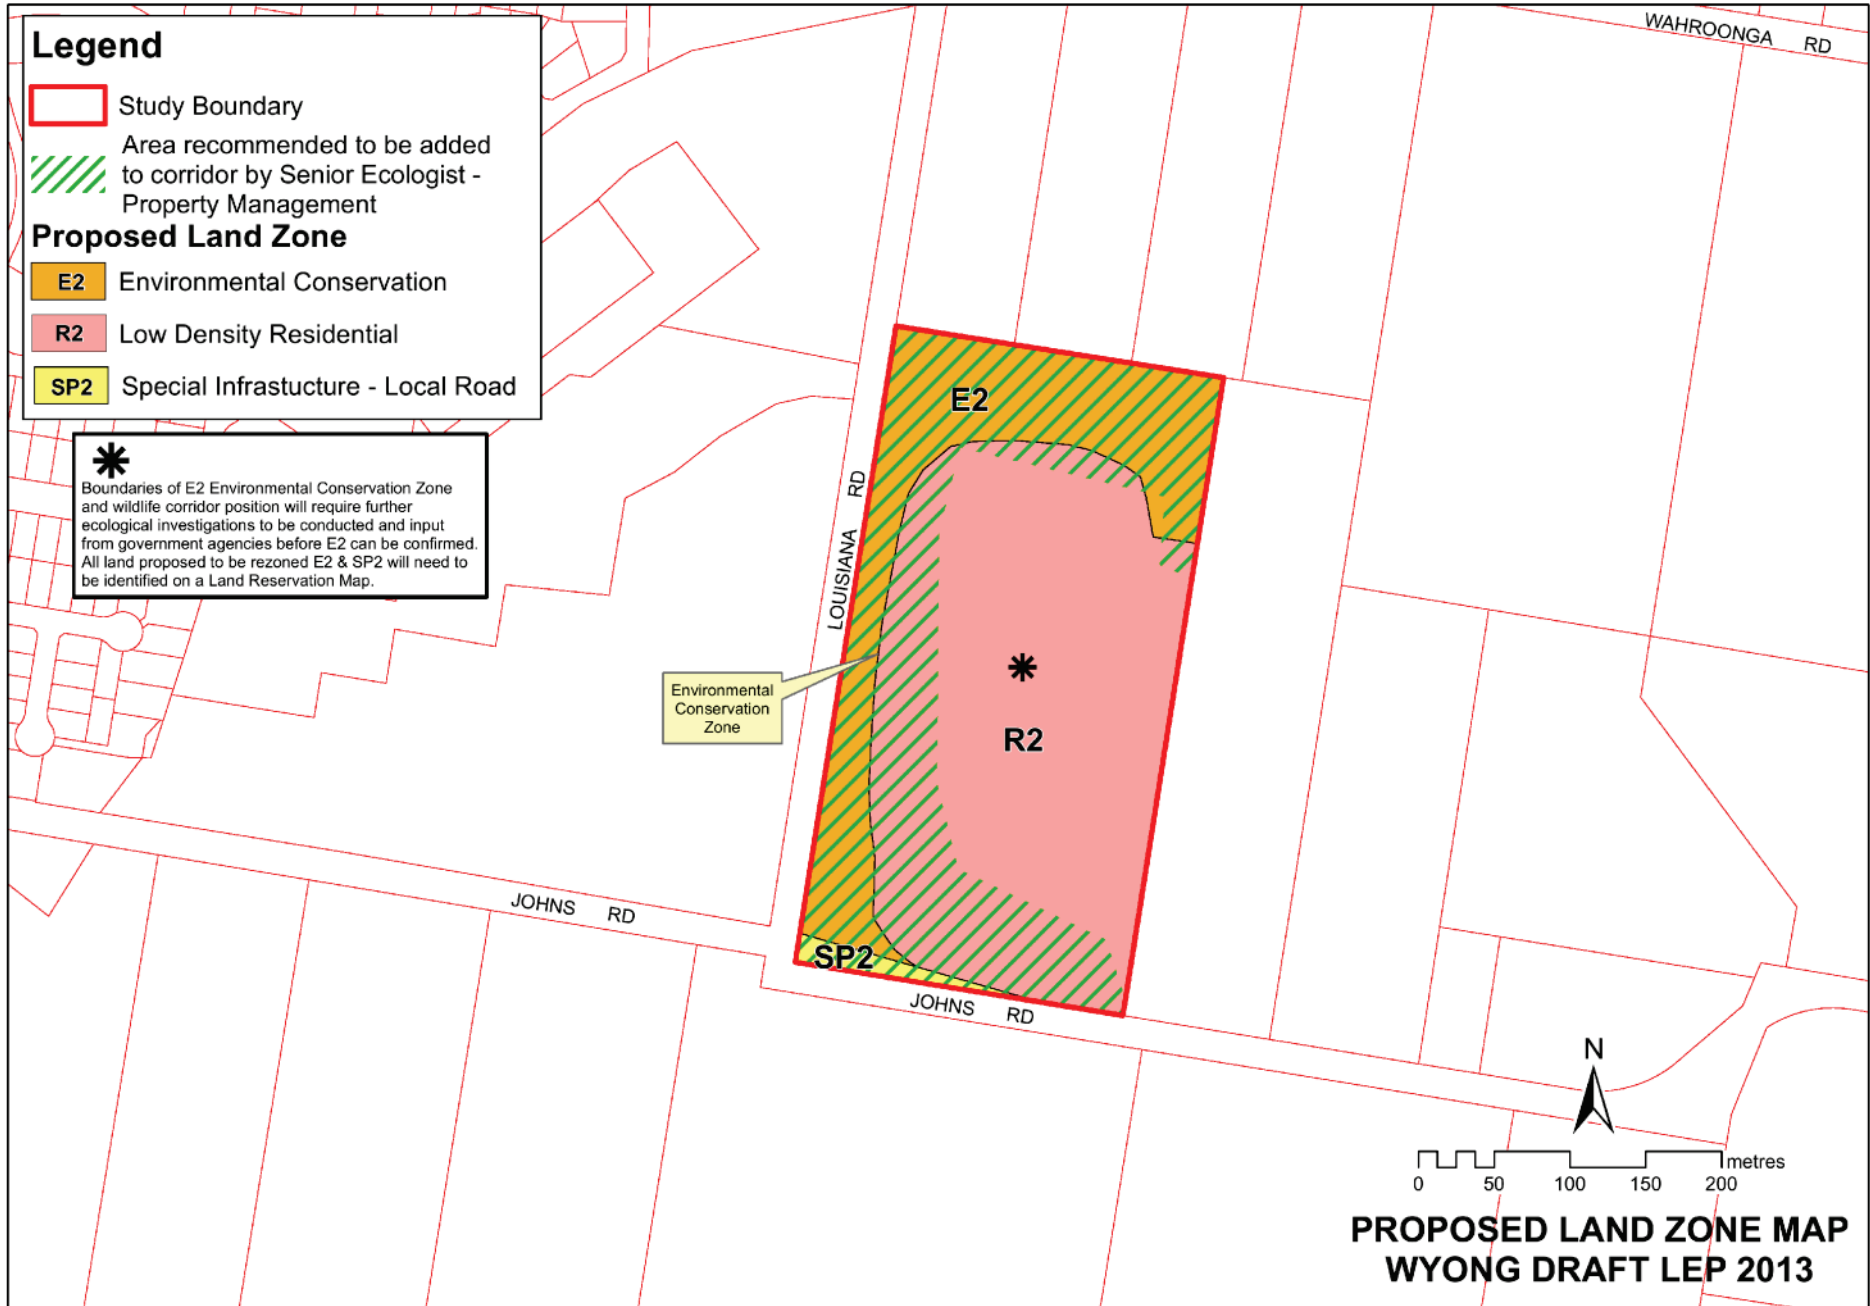 Legend
Study Boundary
Area recommended to be added
to corridor by Senior Ecologist -
Property Management
Proposed Land Zone
E2 Environmental Conservation
R2 Low Density Residential
SP2 Special Infrastucture - Local Road
Boundaries of E2 Environmental Conservation Zone
and wildlife corridor position will require further
ecological investigations to be conducted and input
from government agencies before E2 can be confirmed.
All land proposed to be rezoned E2 & SP2 will need to
be identified on a Land Reservation Map.
WAHROONGA RD
E2
LOUISIANA RD
Environmental
Conservation
Zone
R2
JOHNS RD
SP2
JOHNS RD
N
metres
0 50 100 150 200
PROPOSED LAND ZONE MAP
WYONG DRAFT LEP 2013